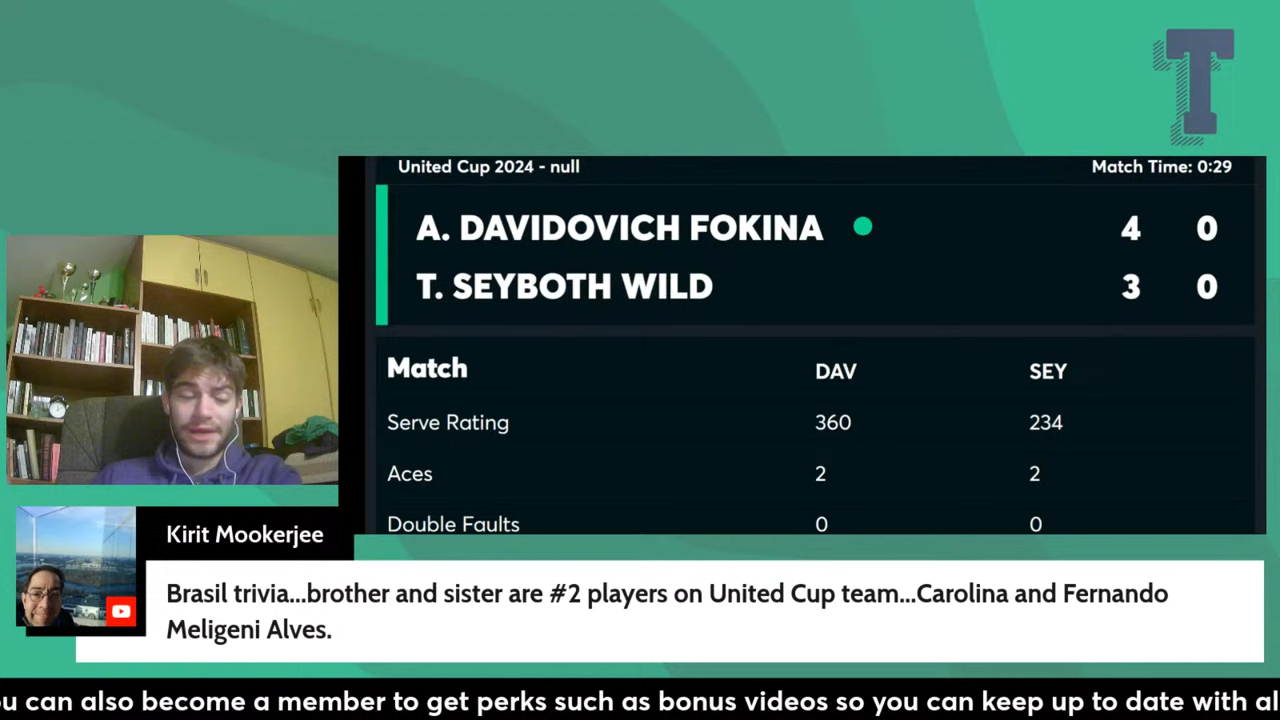 T
United Cup 2024 - null
Match Time: 0:29
A. DAVIDOVICH FOKINA 4 0
T. SEYBOTH WILD 3 0
Match DAV SEY
Serve Rating 360 234
Aces 2 2
Double Faults 0 0
Kirit Mookerjee
Brasil trivia...brother and sister are #2 players on United Cup team...Carolina and Fernando
Meligeni Alves.
ou can also become a member to get perks such as bonus videos so you can keep up to date with al